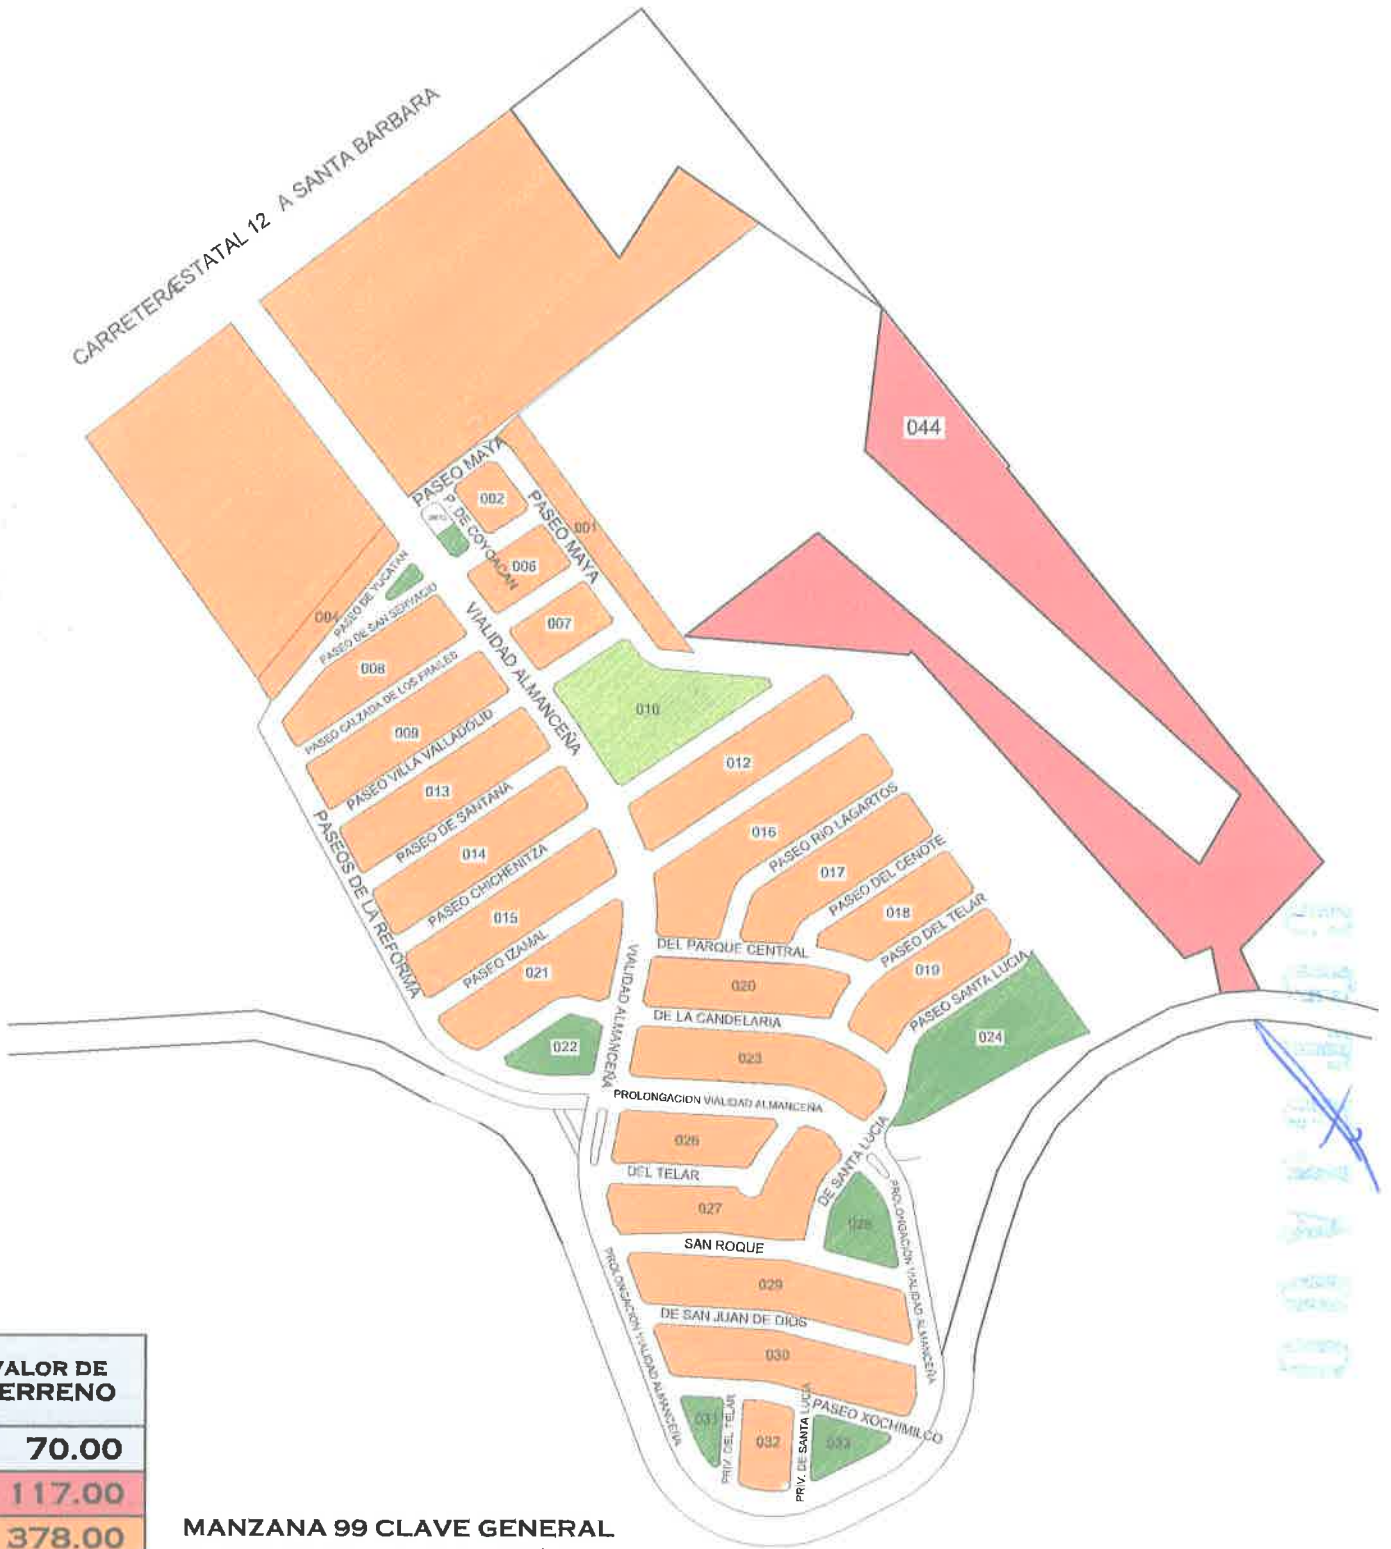 CARRETERA ESTATAL 12 A SANTA BARBARA
044
PASEO MAYA
002
P. DE COYOACAN
PASEO MAYA
001
006
PASEO DE YUCATAN
004
PASEO DE SAN SERVACIO
007
VIALIDAD ALMANCEÑA
008
PASEO CALZADA DE LOS FRAILES
010
009
PASEO VILLA VALLADOLID
012
013
PASEO DE SANTANA
016
PASEO RIO LAGARTOS
014
PASEO CHICHENITZA
017
PASEO DEL CENOTE
PASEOS DE LA REFORMA
015
018
PASEO IZAMAL
021
DEL PARQUE CENTRAL
PASEO DEL TELAR
019
PASEO SANTA LUCIA
VIALIDAD ALMANCEÑA
020
DE LA CANDELARIA
022
023
024
PROLONGACION VIALIDAD ALMANCEÑA
026
DEL TELAR
DE SANTA LUCIA
027
028
SAN ROQUE
PROLONGACION VIALIDAD ALMANCEÑA
PROLONGACION VIALIDAD ALMANCEÑA
029
DE SAN JUAN DE DIOS
030
031
PRIV. DEL TELAR
032
PRIV. DE SANTA LUCIA
033
PASEO XOCHIMILCO
VALOR DE
ERRENO
70.00
117.00
378.00
MANZANA 99 CLAVE GENERAL